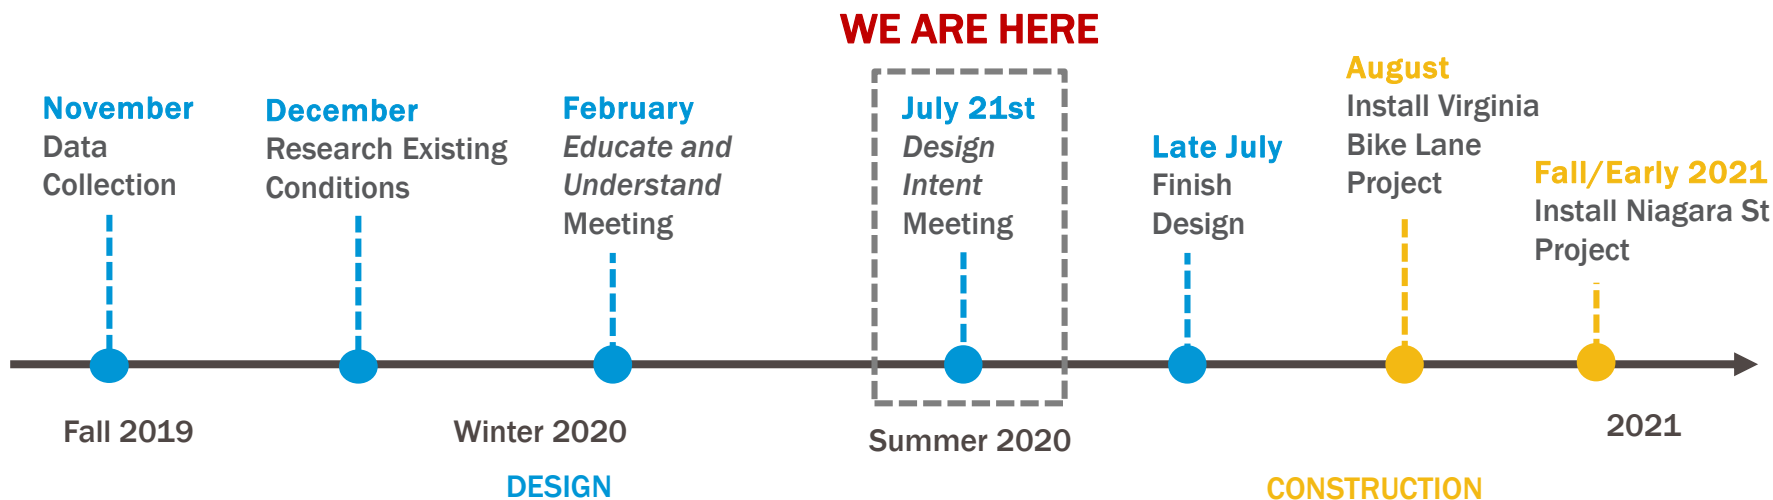 WE ARE HERE
November
Data
Collection
December
Research Existing
Conditions
February
Educate and
Understand
Meeting
July 21st
Design
Intent
Meeting
Late July
Finish
Design
August
Install Virginia
Bike Lane
Project
Fall/Early 2021
Install Niagara St
Project
Fall 2019
Winter 2020
Summer 2020
2021
DESIGN
CONSTRUCTION